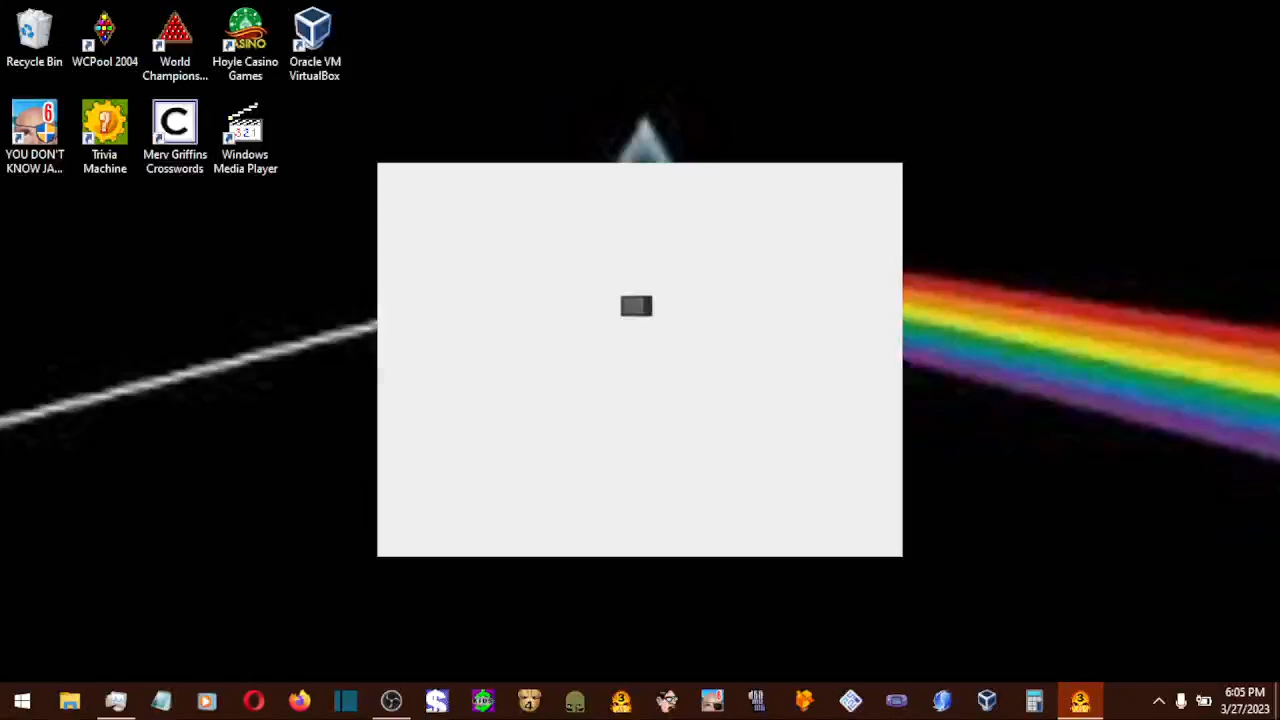 Recycle Bin
WCPool 2004
World
Champions...
Hoyle Casino
Games
Oracle VM
VirtualBox
YOU DON'T
KNOW JA...
Trivia
Machine
Merv Griffins
Crosswords
Windows
Media Player
6:05 PM
3/27/2023